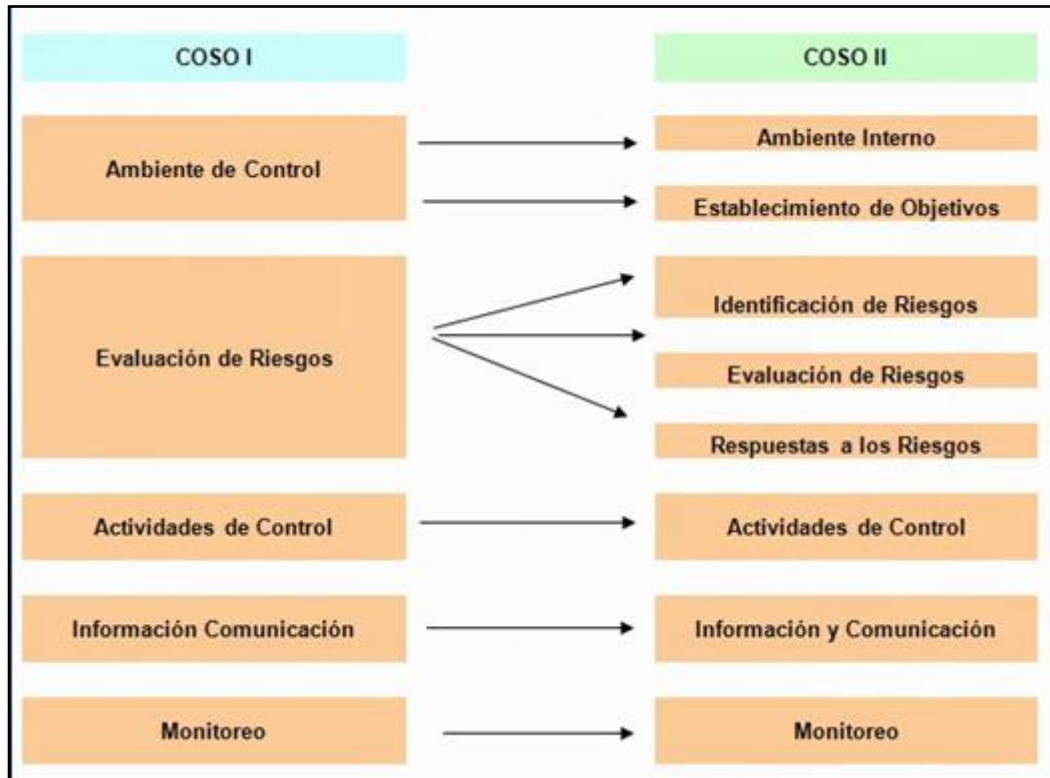 COSO I
COSO II
Ambiente de Control
Ambiente Interno
Establecimiento de Objetivos
Evaluación de Riesgos
Identificación de Riesgos
Evaluación de Riesgos
Respuestas a los Riesgos
Actividades de Control
Actividades de Control
Información Comunicación
Información y Comunicación
Monitoreo
Monitoreo